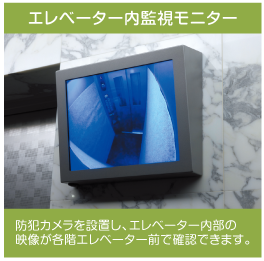 エレベーター内監視モニター
防犯カメラを設置し、エレベーター内部の
映像が各階エレベーター前で確認できます。